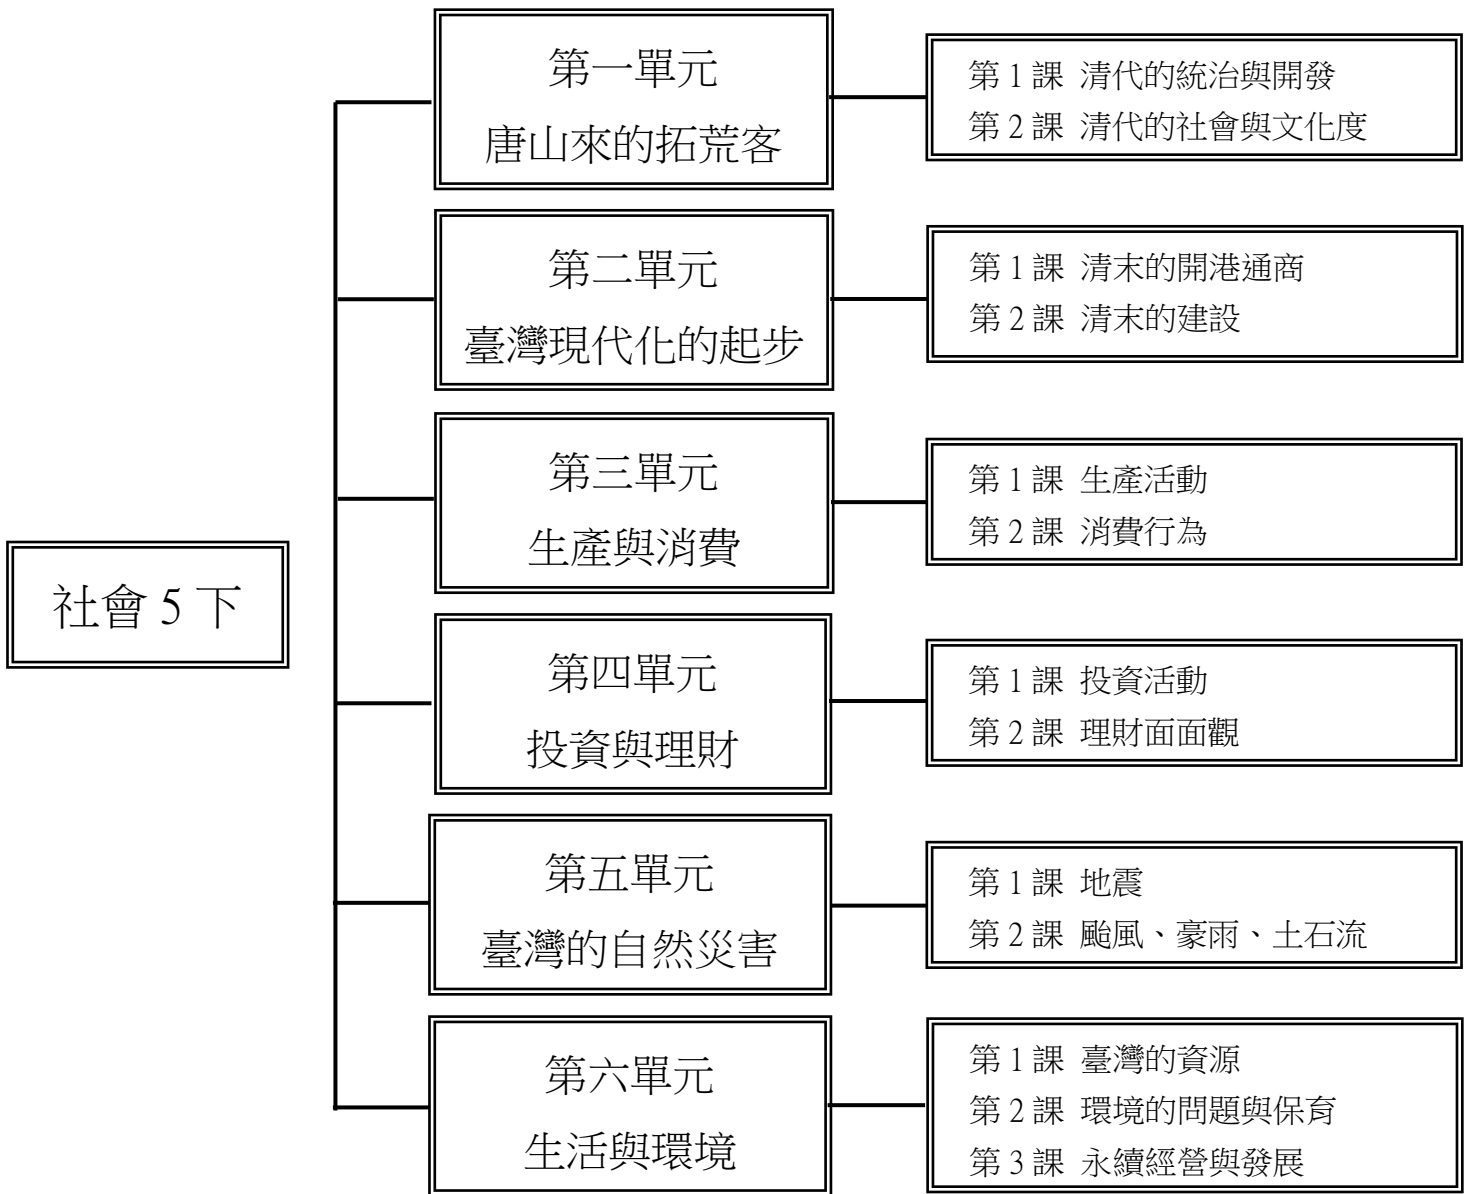 社會 5 下
第一單元
唐山來的拓荒客
第 1 課 清代的統治與開發
第 2 課 清代的社會與文化度
第二單元
臺灣現代化的起步
第 1 課 清末的開港通商
第 2 課 清末的建設
第三單元
生產與消費
第 1 課 生產活動
第 2 課 消費行為
第四單元
投資與理財
第 1 課 投資活動
第 2 課 理財面面觀
第五單元
臺灣的自然災害
第 1 課 地震
第 2 課 颱風、豪雨、土石流
第六單元
生活與環境
第 1 課 臺灣的資源
第 2 課 環境的問題與保育
第 3 課 永續經營與發展